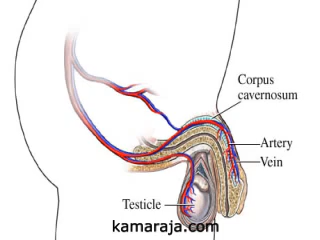 Corpus
cavernosum
Artery
Vein
Testicle
kamaraja.com